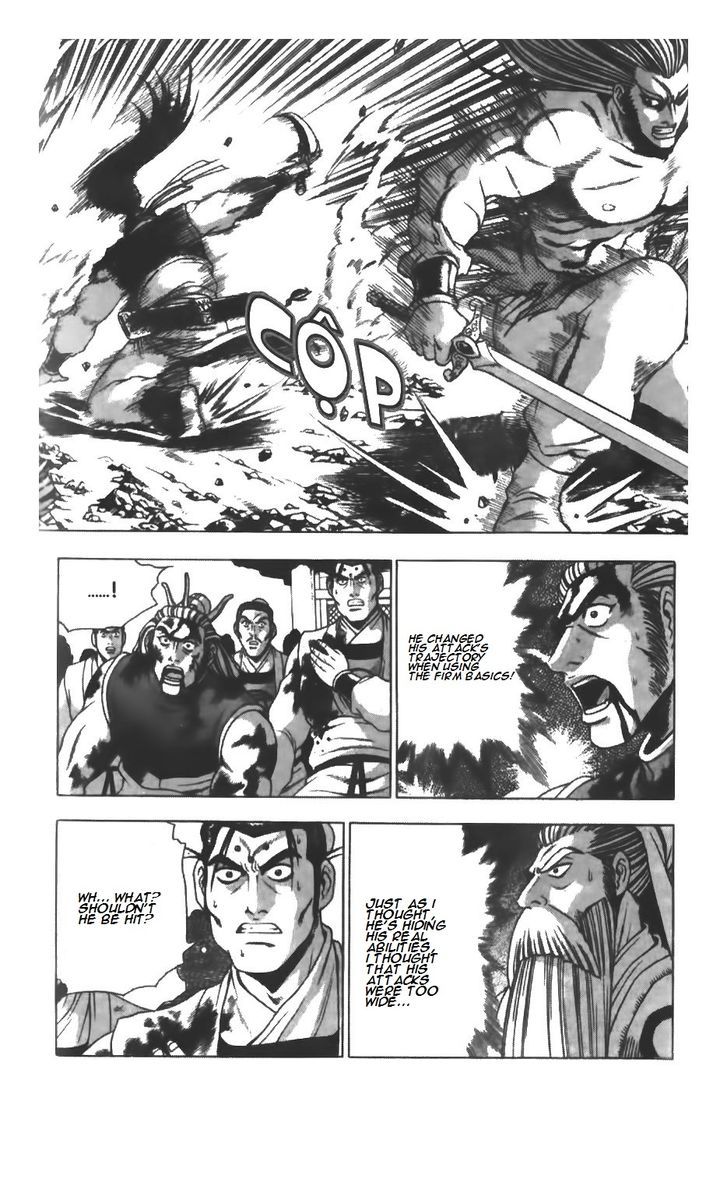 CỘP
HE CHANGED
HIS ATTACK'S
TRAJECTORY
WHEN USING
THE FIRM BASICS!
.......!
JUST AS I
THOUGHT,
HE'S HIDING
HIS REAL
ABILITIES,
I THOUGHT
THAT HIS
ATTACKS
WERE TOO
WIDE...
WH... WHAT?
SHOULDN'T
HE BE HIT?